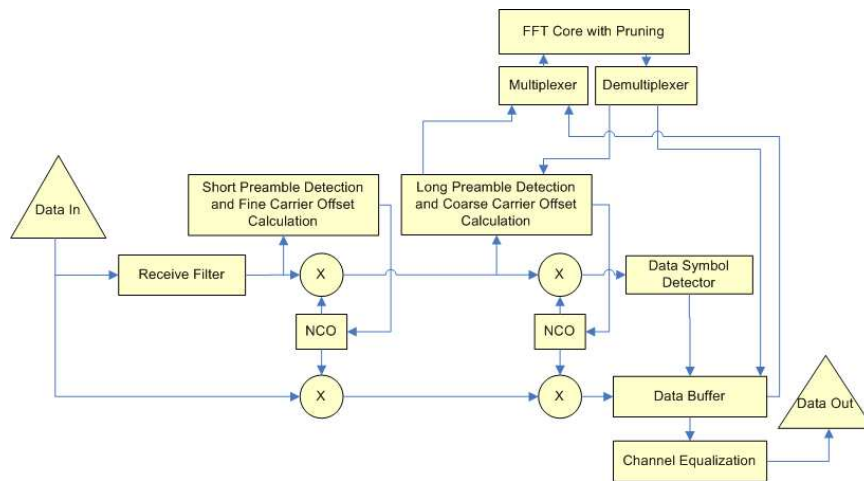 FFT Core with Pruning
Multiplexer
Demultiplexer
Short Preamble Detection
and Fine Carrier Offset
Calculation
Long Preamble Detection
and Coarse Carrier Offset
Calculation
Data In
Receive Filter
X
X
Data Symbol
Detector
NCO
NCO
X
X
Data Buffer
Data Out
Channel Equalization